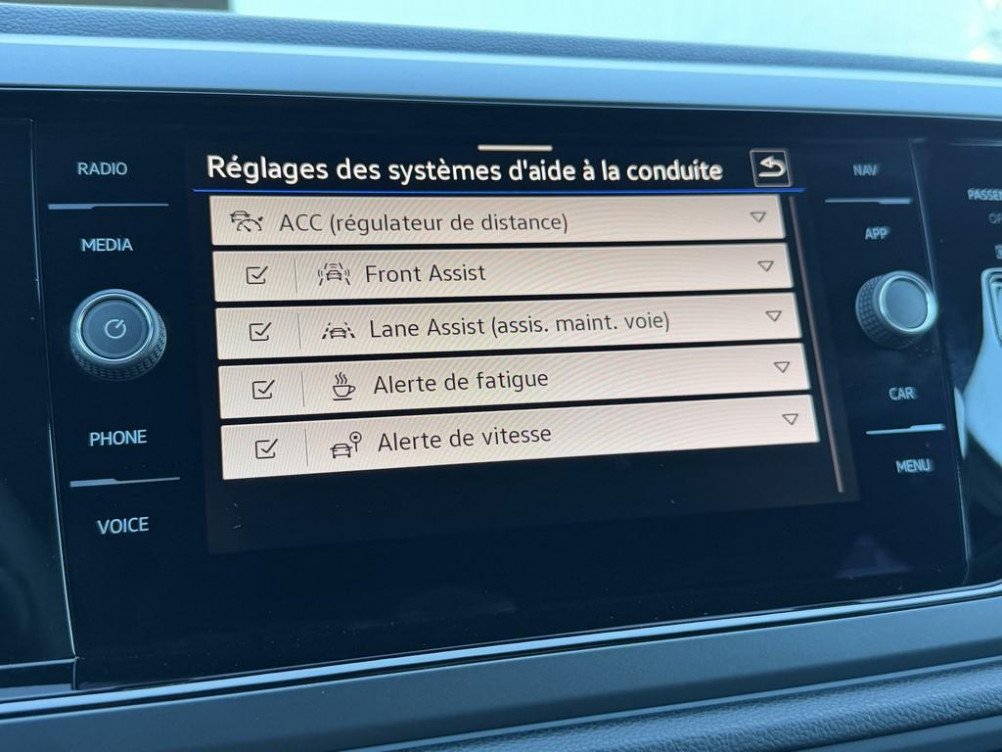 RADIO
MEDIA
PHONE
VOICE
Réglages des systèmes d'aide à la conduite
ACC (régulateur de distance)
Front Assist
Lane Assist (assis. maint. voie)
Alerte de fatigue
Alerte de vitesse
NAV
APP
CAR
MENU